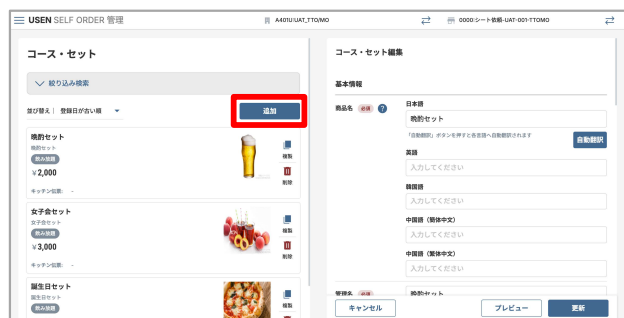 USEN SELF ORDER 管理
A401U:UAT_TTO/MO
0000:シート依頼-UAT-001-TTOMO
コース・セット
絞り込み検索
並び替え｜ 登録日が古い順
追加
晩酌セット
晩酌セット
飲み放題
¥2,000
キッチン伝票: -
複製
削除
女子会セット
女子会セット
飲み放題
¥3,000
キッチン伝票: -
複製
削除
誕生日セット
誕生日セット
飲み放題
複製
コース・セット編集
基本情報
商品名 必須 ?
日本語
晩酌セット
「自動翻訳」ボタンを押すと各言語へ自動翻訳されます
自動翻訳
英語
入力してください
韓国語
入力してください
中国語（簡体中文）
入力してください
中国語（繁体中文）
入力してください
管理名 必須
晩酌セット
キャンセル
プレビュー
更新